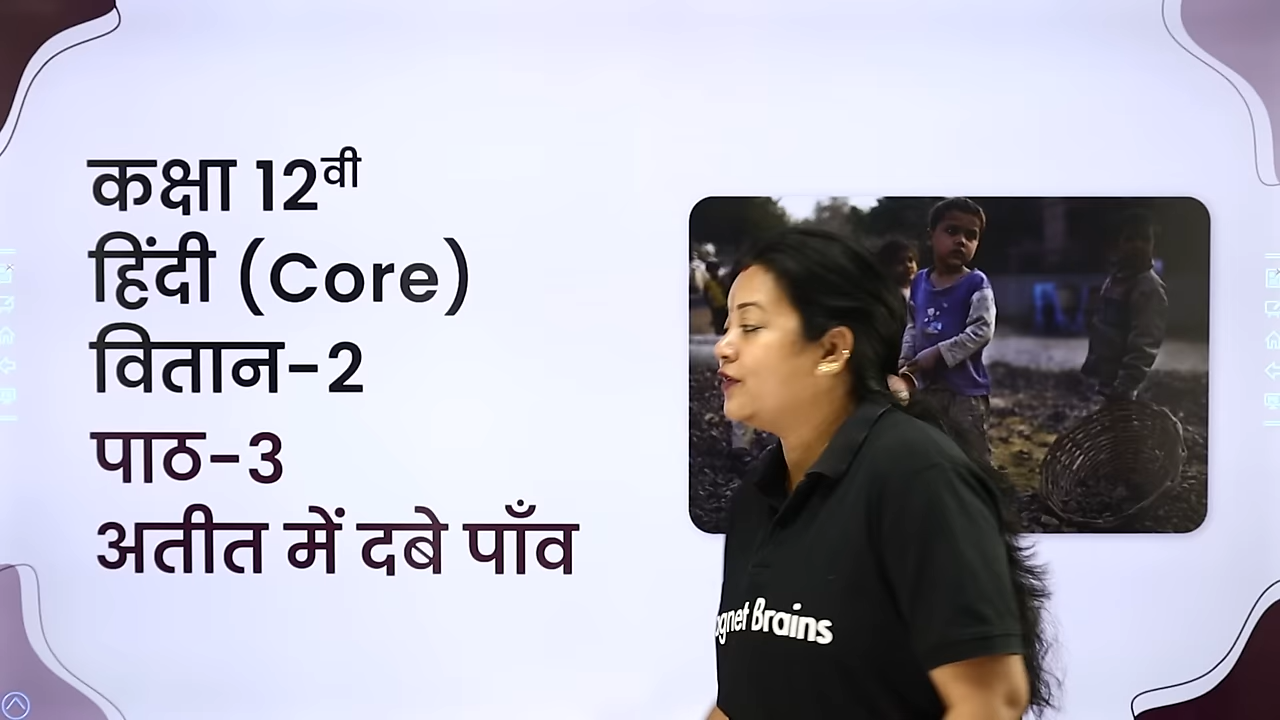 कक्षा 12वी
हिंदी (Core)
वितान-2
पाठ-3
अतीत में दबे पाँव
Brains